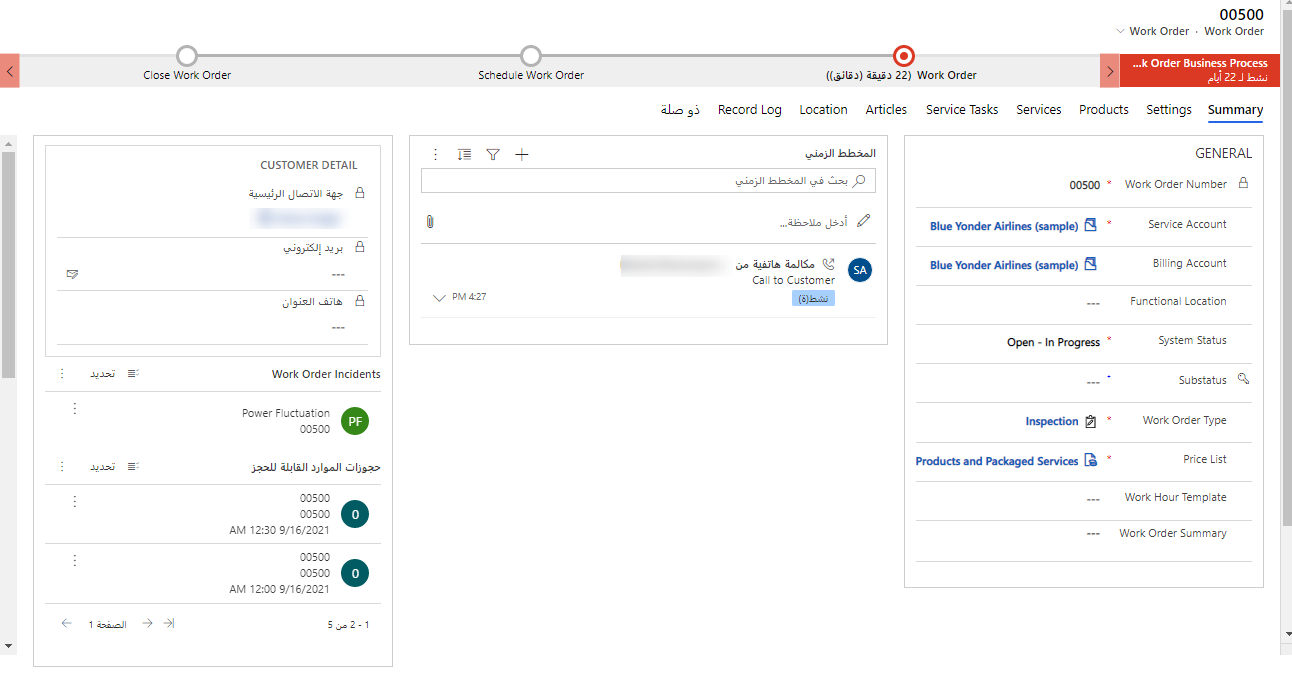 00500
Work Order · Work Order
...k Order Business Process
نشط لـ 22 أيام
Work Order (22 دقيقة (دقائق))
Schedule Work Order
Close Work Order
Summary
Settings
Products
Services
Service Tasks
Articles
Location
Record Log
ذو صلة
GENERAL
Work Order Number * 00500
Service Account * Blue Yonder Airlines (sample)
Billing Account Blue Yonder Airlines (sample)
Functional Location ---
System Status * Open - In Progress
Substatus ---
Work Order Type * Inspection
Price List * Products and Packaged Services
Work Hour Template ---
Work Order Summary ---
المخطط الزمني
بحث في المخطط الزمني
أدخل ملاحظة...
SA
مكالمة هاتفية من
Call to Customer
نشط(ة)
4:27 PM
CUSTOMER DETAIL
جهة الاتصال الرئيسية
بريد إلكتروني
---
هاتف العنوان
---
Work Order Incidents
تحديد
PF
Power Fluctuation
00500
حجوزات الموارد القابلة للحجز
تحديد
0
00500
00500
9/16/2021 12:30 AM
0
00500
00500
9/16/2021 12:00 AM
1 - 2 من 5
الصفحة 1